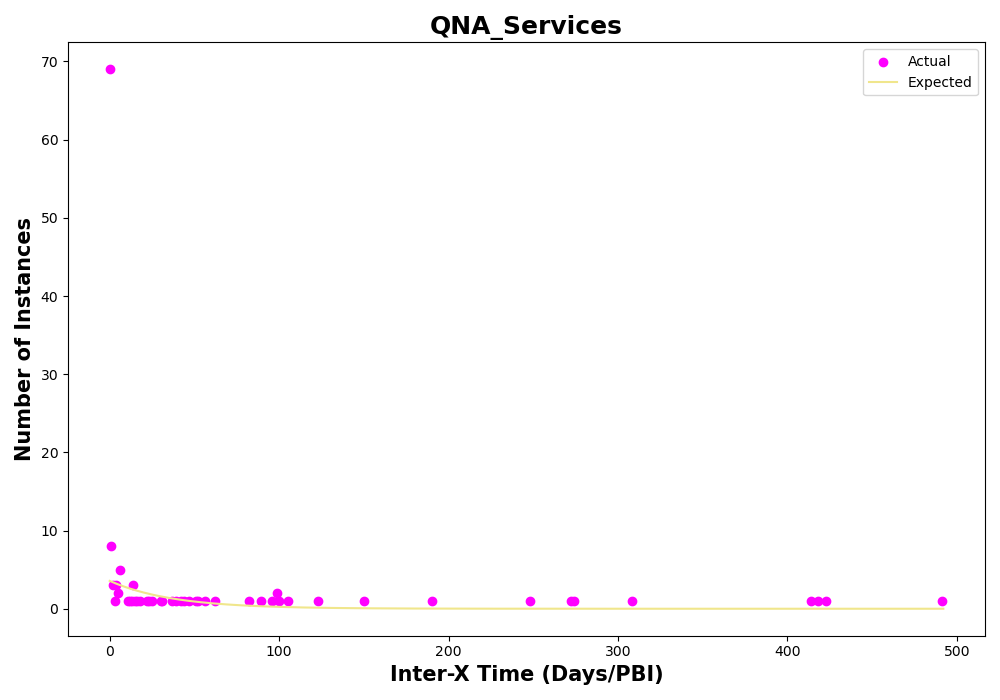 QNA_Services
Actual
Expected
Number of Instances
70
60
50
40
30
20
10
0
0 100 200 300 400 500
Inter-X Time (Days/PBI)